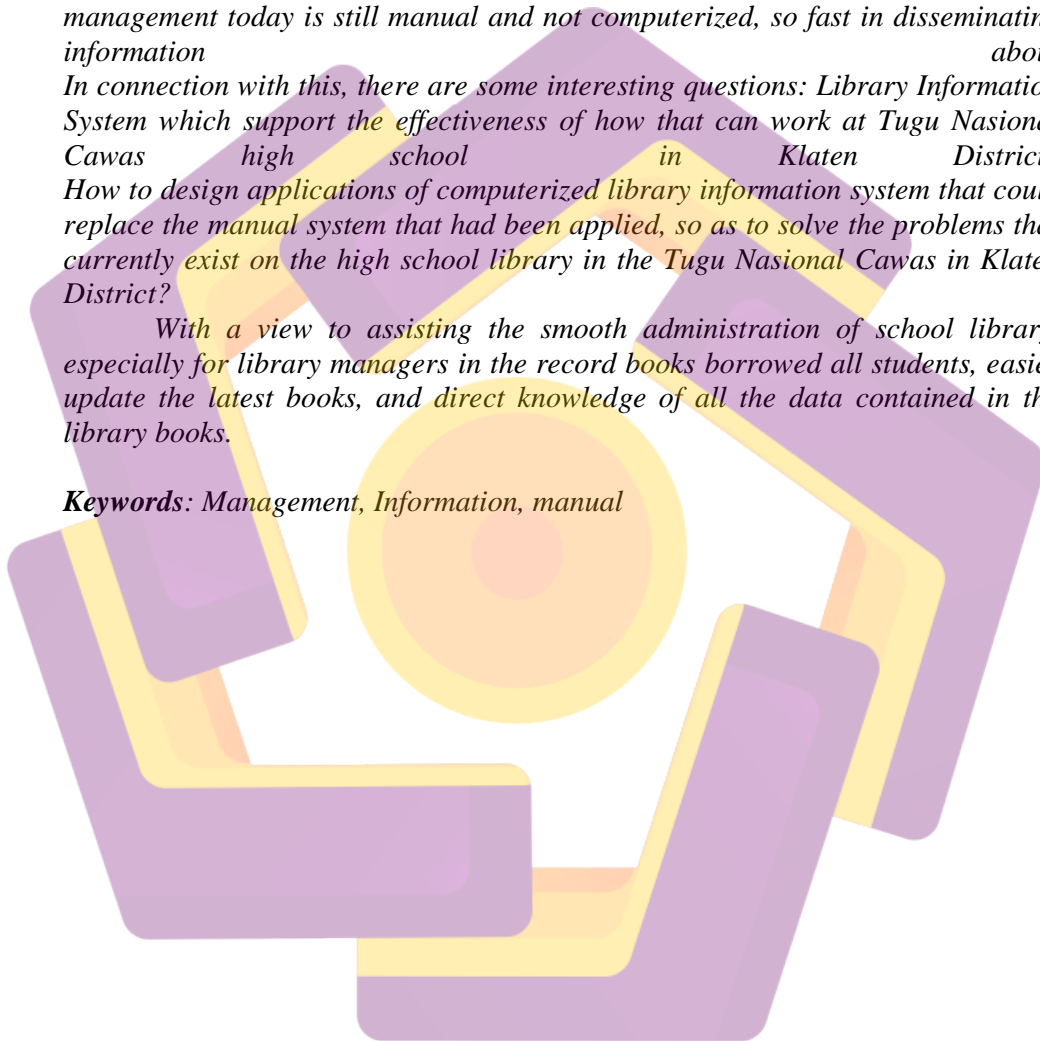 management today is still manual and not computerized, so fast in disseminatin
information abou
In connection with this, there are some interesting questions: Library Informatio
System which support the effectiveness of how that can work at Tugu Nasiona
Cawas high school in Klaten District
How to design applications of computerized library information system that coul
replace the manual system that had been applied, so as to solve the problems tha
currently exist on the high school library in the Tugu Nasional Cawas in Klate
District?
With a view to assisting the smooth administration of school library
especially for library managers in the record books borrowed all students, easie
update the latest books, and direct knowledge of all the data contained in th
library books.
Keywords: Management, Information, manual